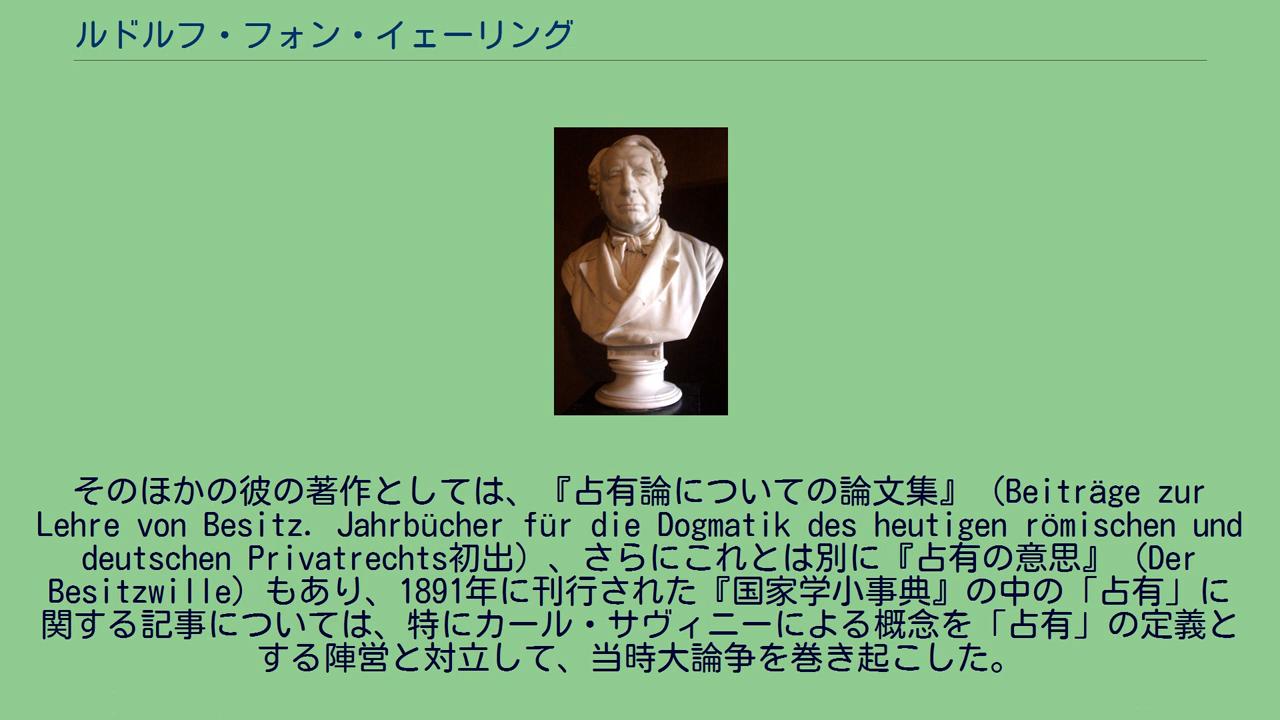 ルドルフ・フォン・イェーリング
そのほかの彼の著作としては、『占有論についての論文集』（Beiträge zur
Lehre von Besitz. Jahrbücher für die Dogmatik des heutigen römischen und
deutschen Privatrechts初出）、さらにこれとは別に『占有の意思』（Der
Besitzwille）もあり、1891年に刊行された『国家学小事典』の中の「占有」に
関する記事については、特にカール・サヴィニーによる概念を「占有」の定義と
する陣営と対立して、当時大論争を巻き起こした。